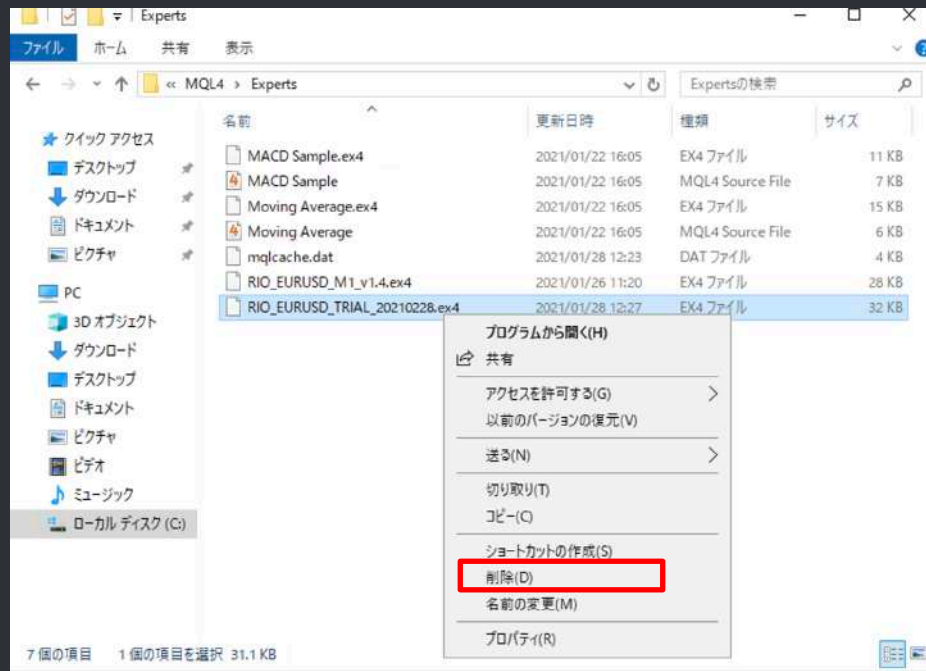 Experts
ファイル ホーム 共有 表示
« MQL4 › Experts Expertsの検索
名前 更新日時 種類 サイズ
クイック アクセス
デスクトップ
ダウンロード
ドキュメント
ピクチャ
PC
3D オブジェクト
ダウンロード
デスクトップ
ドキュメント
ピクチャ
ビデオ
ミュージック
ローカル ディスク (C:)
MACD Sample.ex4 2021/01/22 16:05 EX4 ファイル 11 KB
MACD Sample 2021/01/22 16:05 MQL4 Source File 7 KB
Moving Average.ex4 2021/01/22 16:05 EX4 ファイル 15 KB
Moving Average 2021/01/22 16:05 MQL4 Source File 6 KB
mqlcache.dat 2021/01/28 12:23 DAT ファイル 4 KB
RIO_EURUSD_M1_v1.4.ex4 2021/01/26 11:20 EX4 ファイル 28 KB
RIO_EURUSD_TRIAL_20210228.ex4 2021/01/28 12:27 EX4 ファイル 32 KB
プログラムから開く(H)
共有
アクセスを許可する(G)
以前のバージョンの復元(V)
送る(N)
切り取り(T)
コピー(C)
ショートカットの作成(S)
削除(D)
名前の変更(M)
プロパティ(R)
7 個の項目 1 個の項目を選択 31.1 KB